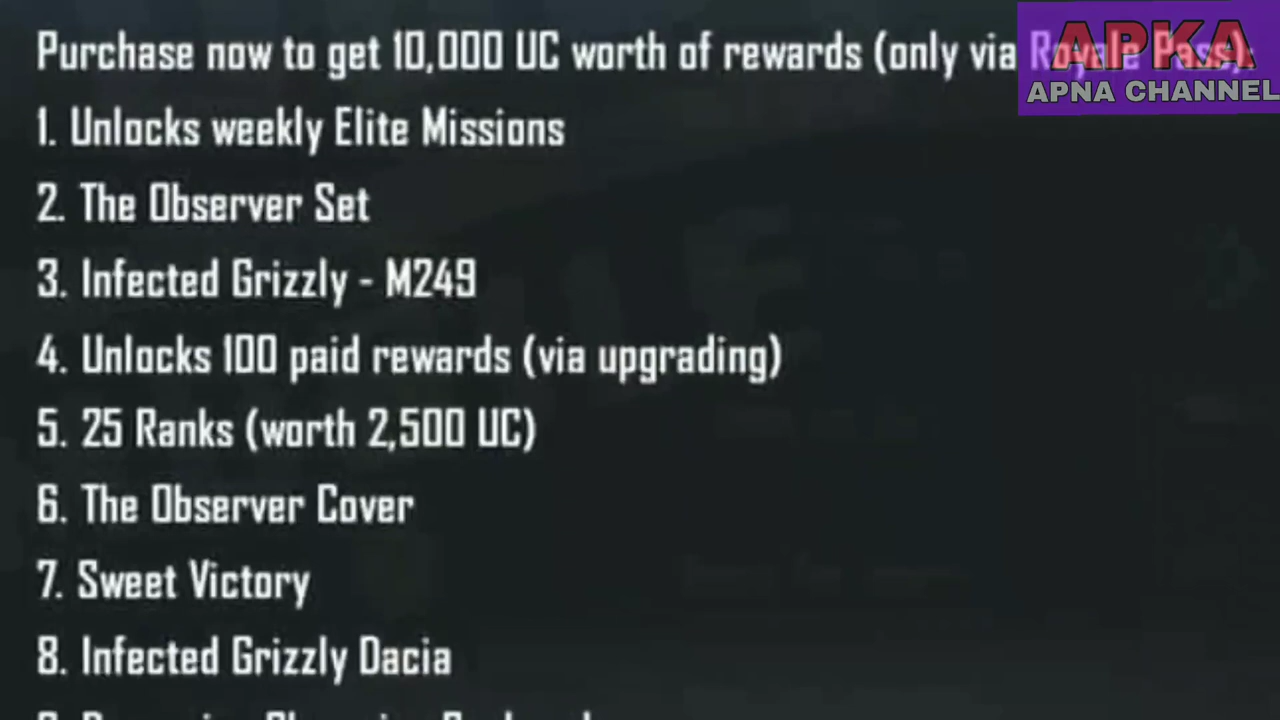 Purchase now to get 10,000 UC worth of rewards (only via Royale Pass):
APKA
APNA CHANNEL
1. Unlocks weekly Elite Missions
2. The Observer Set
3. Infected Grizzly - M249
4. Unlocks 100 paid rewards (via upgrading)
5. 25 Ranks (worth 2,500 UC)
6. The Observer Cover
7. Sweet Victory
8. Infected Grizzly Dacia